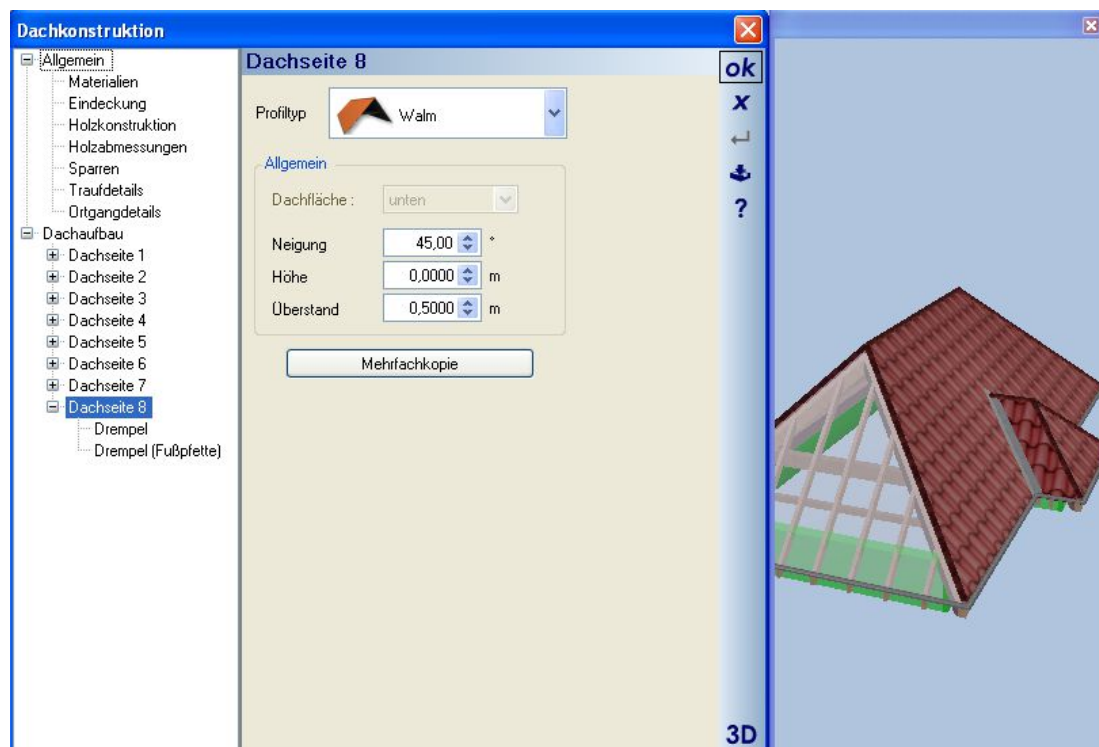 Dachkonstruktion
Allgemein
Materialien
Eindeckung
Holzkonstruktion
Holzabmessungen
Sparren
Traufdetails
Ortgangdetails
Dachaufbau
Dachseite 1
Dachseite 2
Dachseite 3
Dachseite 4
Dachseite 5
Dachseite 6
Dachseite 7
Dachseite 8
Drempel
Drempel (Fußpfette)
Dachseite 8
Profiltyp Walm
Allgemein
Dachfläche : unten
Neigung 45,00 °
Höhe 0,0000 m
Überstand 0,5000 m
Mehrfachkopie
ok
x
?
3D